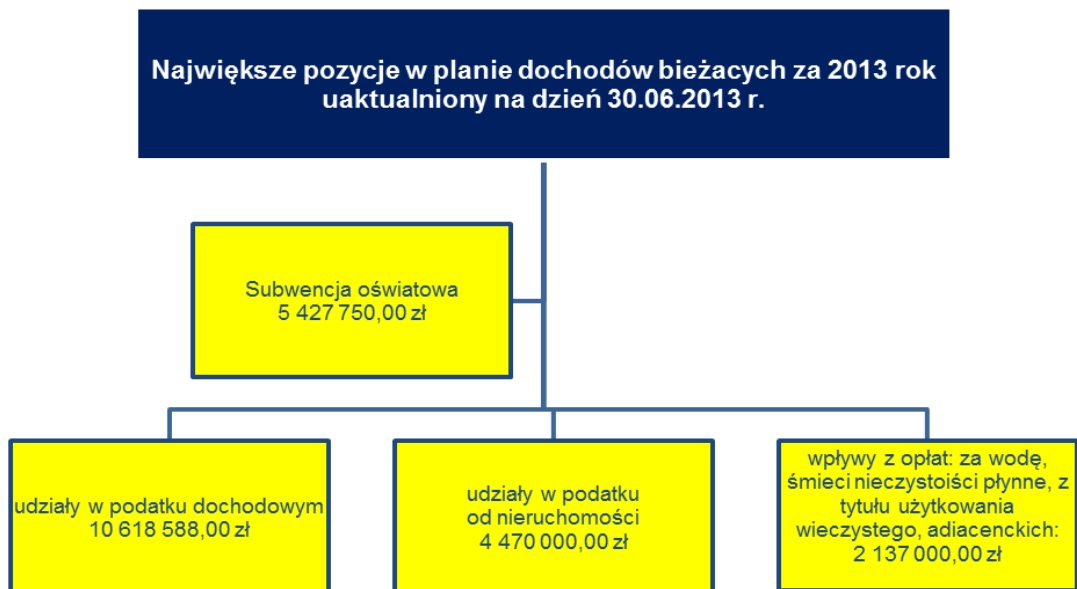 Największe pozycje w planie dochodów bieżacych za 2013 rok
uaktualniony na dzień 30.06.2013 r.
Subwencja oświatowa
5 427 750,00 zł
udziały w podatku dochodowym
10 618 588,00 zł
udziały w podatku
od nieruchomości
4 470 000,00 zł
wpływy z opłat: za wodę,
śmieci nieczystoiści płynne, z
tytułu użytkowania
wieczystego, adiacenckich:
2 137 000,00 zł